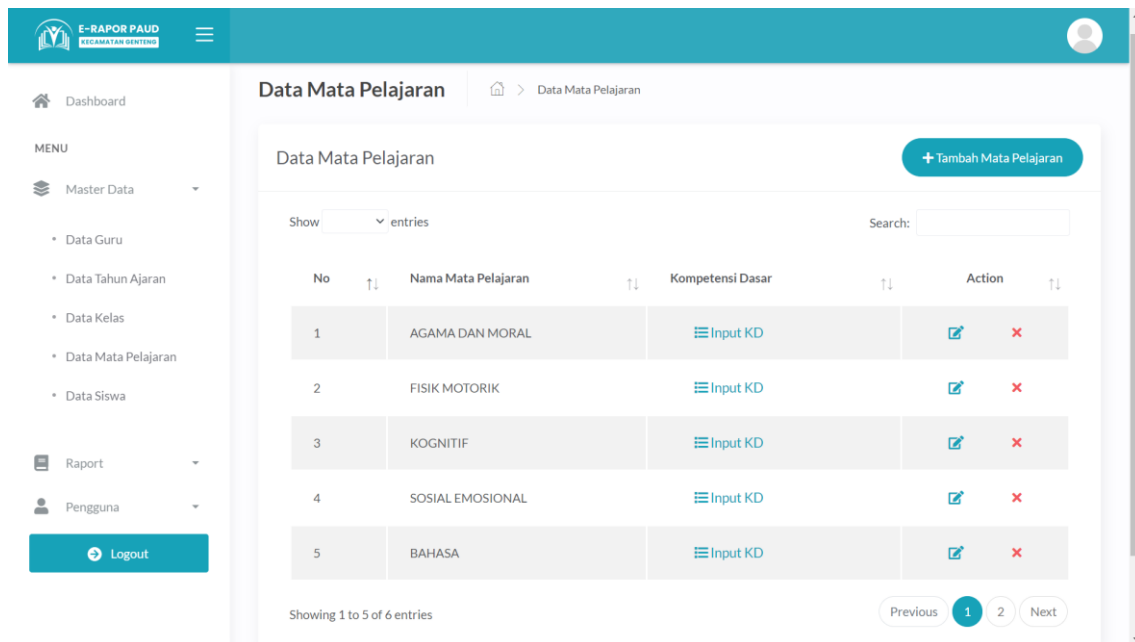 E-RAPOR PAUD
KECAMATAN GENTENG
Dashboard
MENU
Master Data
Data Guru
Data Tahun Ajaran
Data Kelas
Data Mata Pelajaran
Data Siswa
Raport
Pengguna
Logout
Data Mata Pelajaran > Data Mata Pelajaran
Data Mata Pelajaran
+ Tambah Mata Pelajaran
Show entries
Search:
No Nama Mata Pelajaran Kompetensi Dasar Action
1 AGAMA DAN MORAL Input KD
2 FISIK MOTORIK Input KD
3 KOGNITIF Input KD
4 SOSIAL EMOSIONAL Input KD
5 BAHASA Input KD
Showing 1 to 5 of 6 entries
Previous 1 2 Next